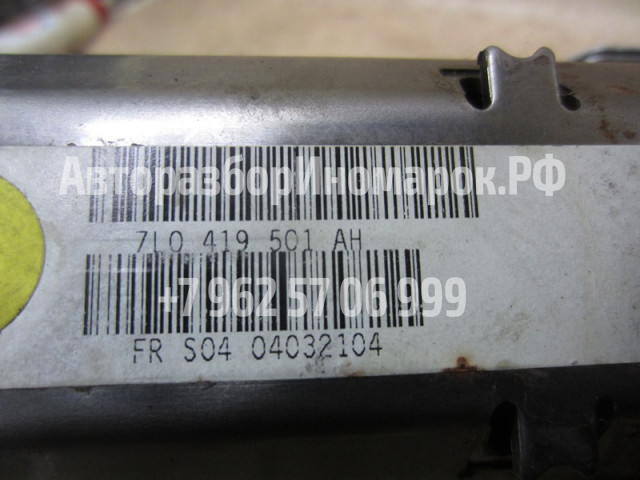 АвторазборИномарок.РФ
7L0 419 501 AH
+7 962 57 06 999
FR S04 04032104